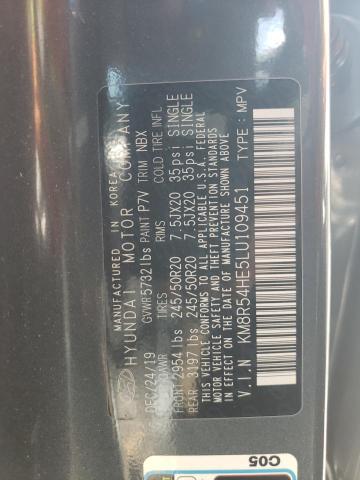 MANUFACTURED IN KOREA
HYUNDAI MOTOR COMPANY
GVWR 5732 lbs PAINT P7V TRIM NBX
DEC/24/19
GAWR TIRES RIMS COLD TIRE INFL
FRONT 2954 lbs 245/50R20 7.5JX20 35psi SINGLE
REAR 3197 lbs 245/50R20 7.5JX20 35psi SINGLE
THIS VEHICLE CONFORMS TO ALL APPLICABLE U.S.A. FEDERAL
MOTOR VEHICLE SAFETY AND THEFT PREVENTION STANDARDS
IN EFFECT ON THE DATE OF MANUFACTURE SHOWN ABOVE
V.I.N KM8R54HE5LU109451 TYPE : MPV
C05